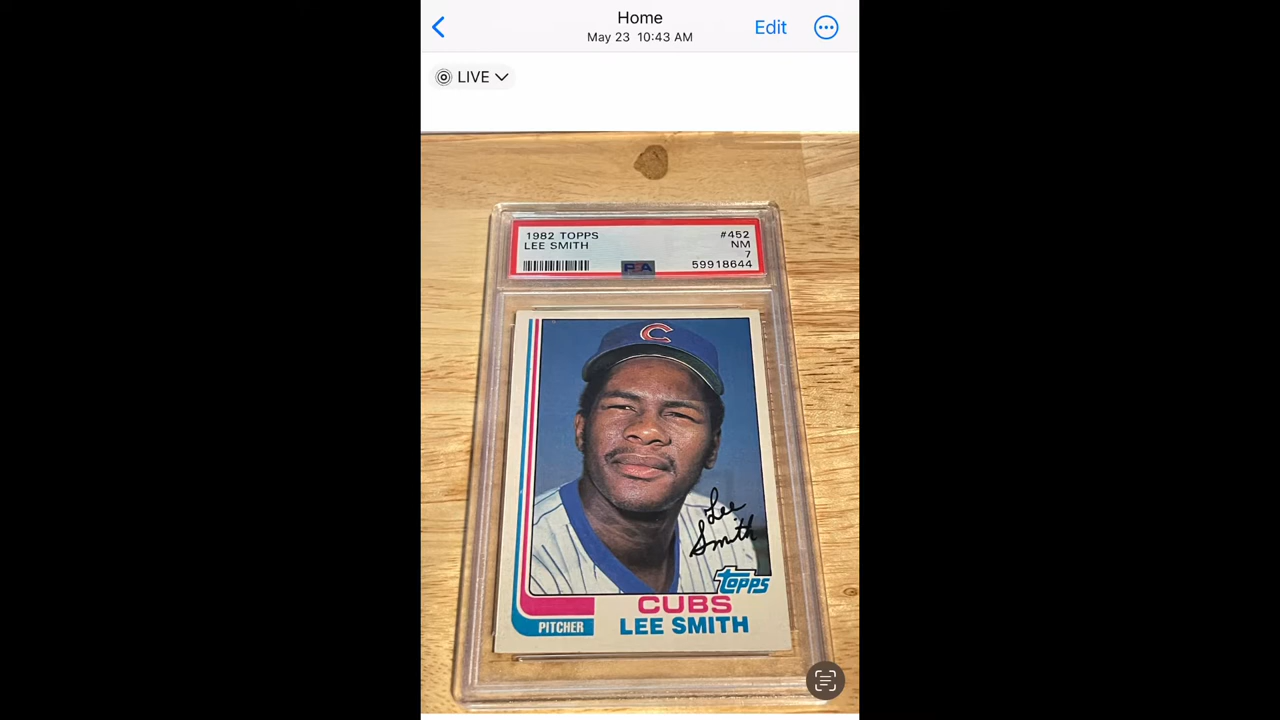 Home
May 23 10:43 AM
Edit
LIVE
1982 TOPPS
#452
LEE SMITH
NM
7
PSA
59918644
C
Lee
Smith
topps
CUBS
PITCHER
LEE SMITH